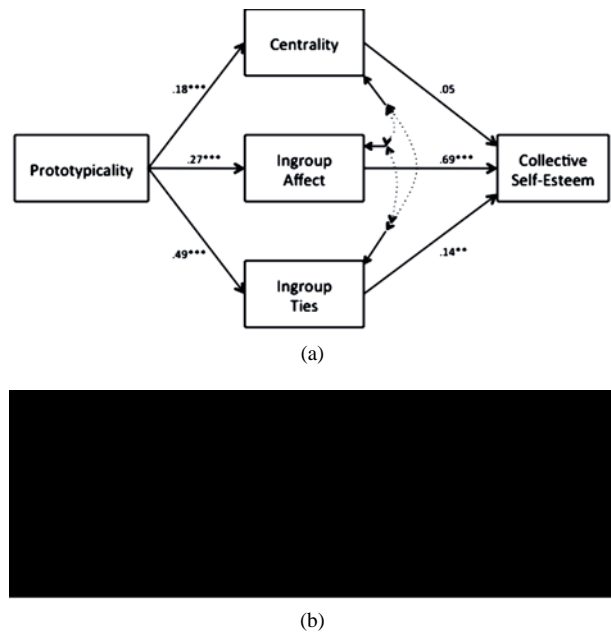 Centrality
.18***
.05
Prototypicality
.27***
Ingroup
Affect
.69***
Collective
Self-Esteem
.49***
.14**
Ingroup
Ties
(a)
(b)